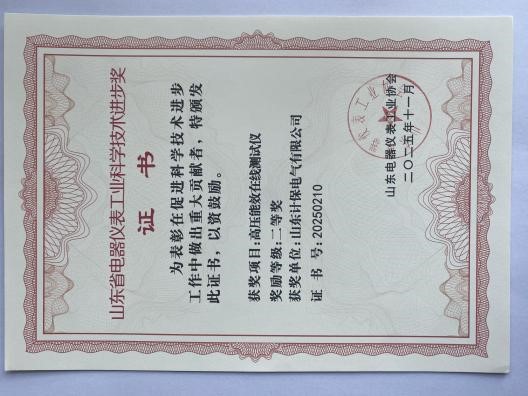 山东省电器仪表工业科学技术进步奖
证书
为表彰在促进科学技术进步
工作中做出重大贡献者，特颁发
此证书，以资鼓励。
获奖项目：高压能效在线测试仪
奖励等级：二等奖
获奖单位：山东计保电气有限公司
证 书 号：20250210
山东电器仪表工业协会
二〇二五年十一月